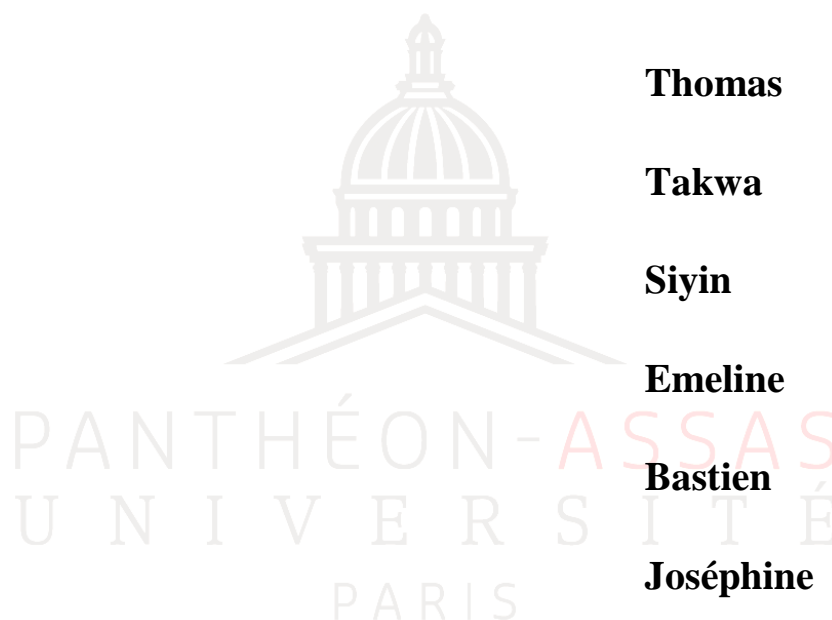 Thomas
Takwa
Siyin
Emeline
PANTHÉON-ASSAS
Bastien
UNIVERSITÉ
Joséphine
PARIS